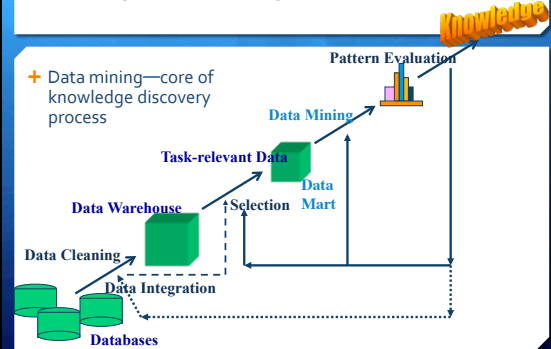 Knowledge
Pattern Evaluation
+ Data mining—core of
knowledge discovery
process
Data Mining
Task-relevant Data
Data
Mart
Data Warehouse
Selection
Data Cleaning
Data Integration
Databases